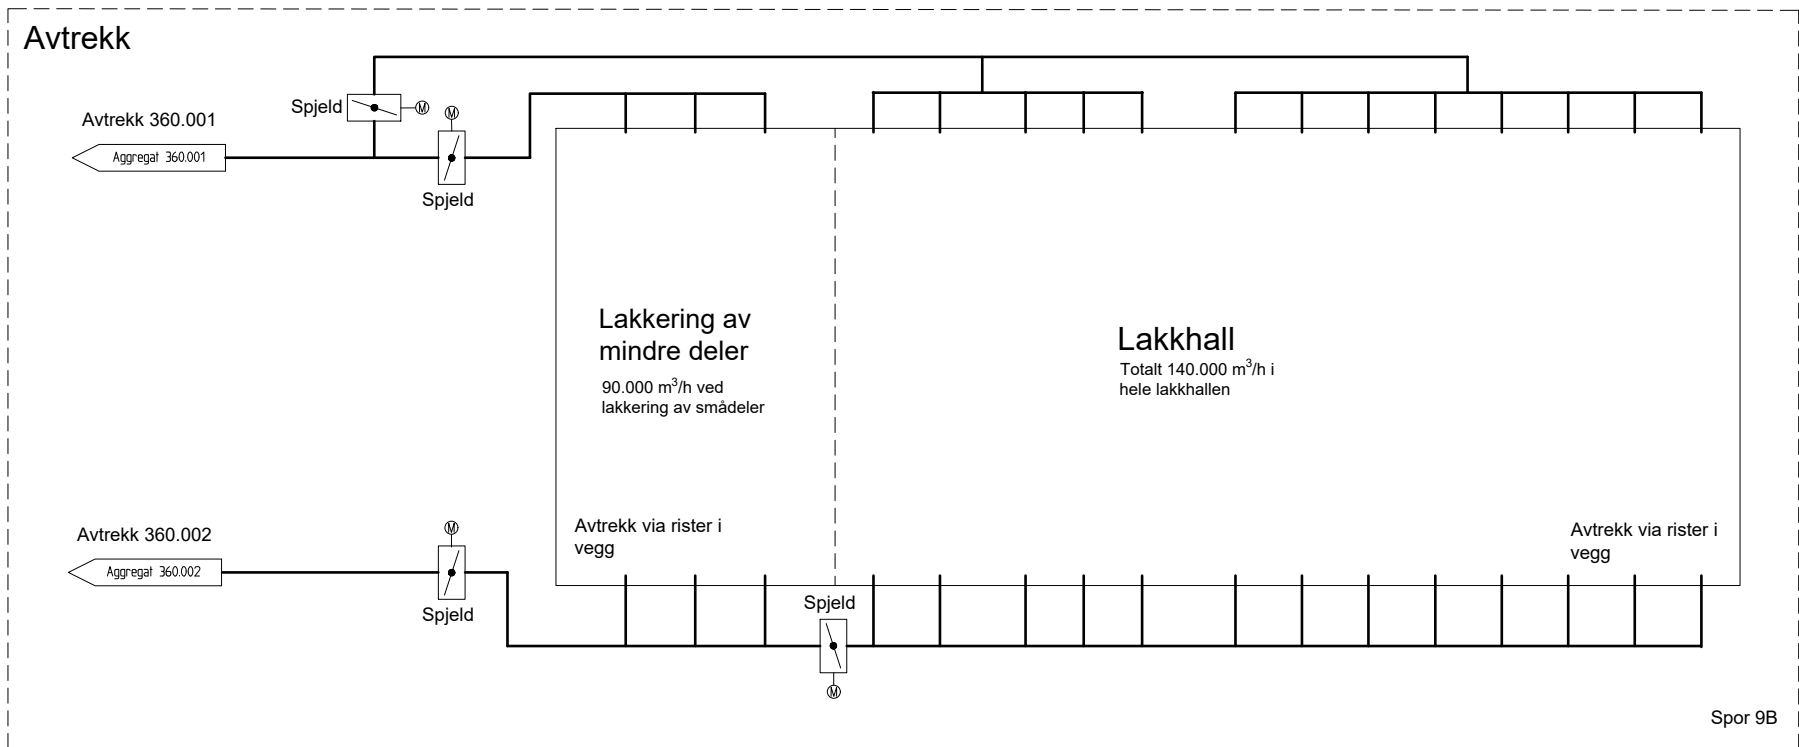 Avtrekk
Spjeld
M
M
Avtrekk 360.001
Aggregat 360.001
Spjeld
Lakkering av
mindre deler
90.000 m³/h ved
lakkering av smådeler
Lakkhall
Totalt 140.000 m³/h i
hele lakkhallen
Avtrekk via rister i
vegg
Avtrekk via rister i
vegg
Avtrekk 360.002
M
Aggregat 360.002
Spjeld
Spjeld
M
Spor 9B